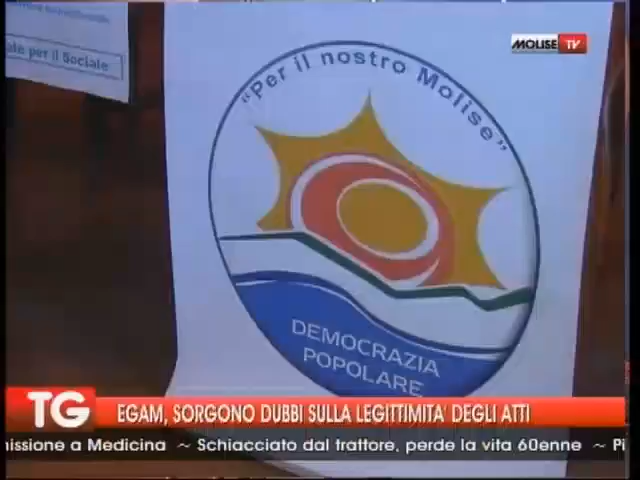 ale per il Sociale
MOLISE TV
"Per il nostro Molise"
DEMOCRAZIA
POPOLARE
TG
EGAM, SORGONO DUBBI SULLA LEGITTIMITA' DEGLI ATTI
missione a Medicina ~ Schiacciato dal trattore, perde la vita 60enne ~ Pi